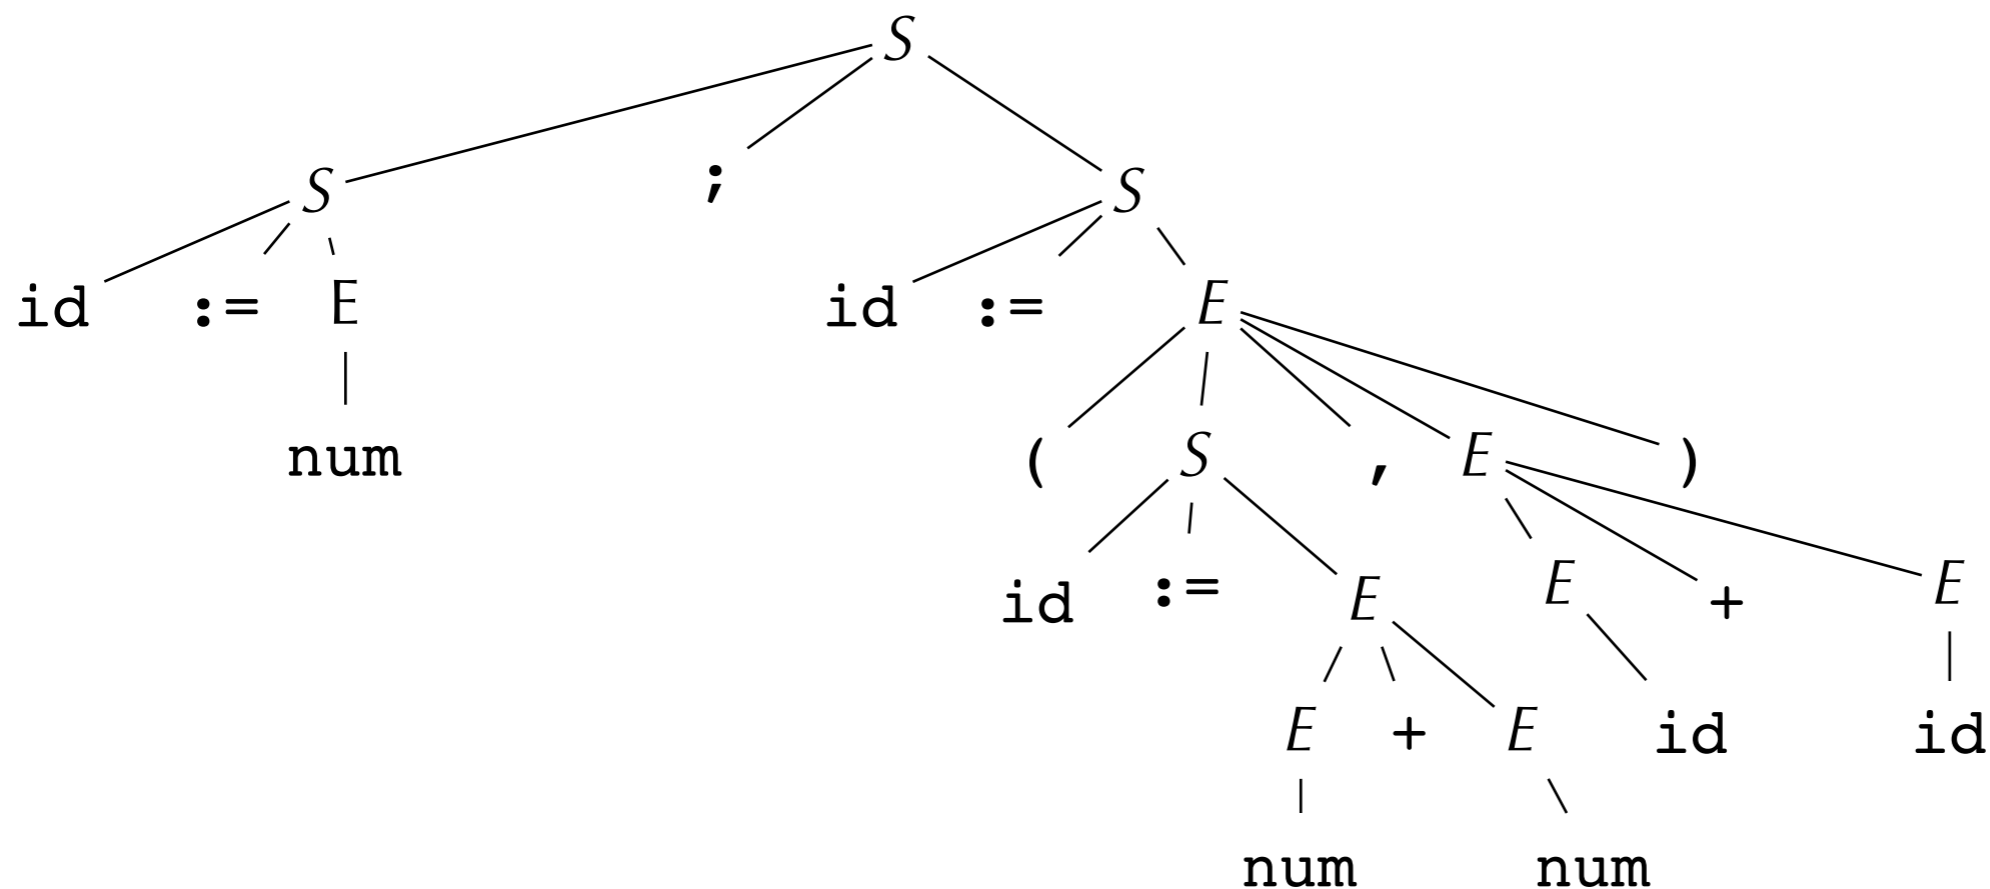 S
S ; S
id := E id := E
num ( S , E )
id := E E + E
E + E id id
num num